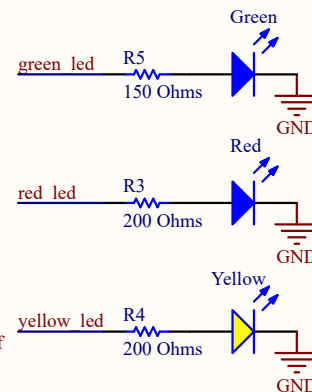 Green
green_led
R5
150 Ohms
GND
Red
red_led
R3
200 Ohms
GND
Yellow
yellow_led
R4
200 Ohms
f
GND